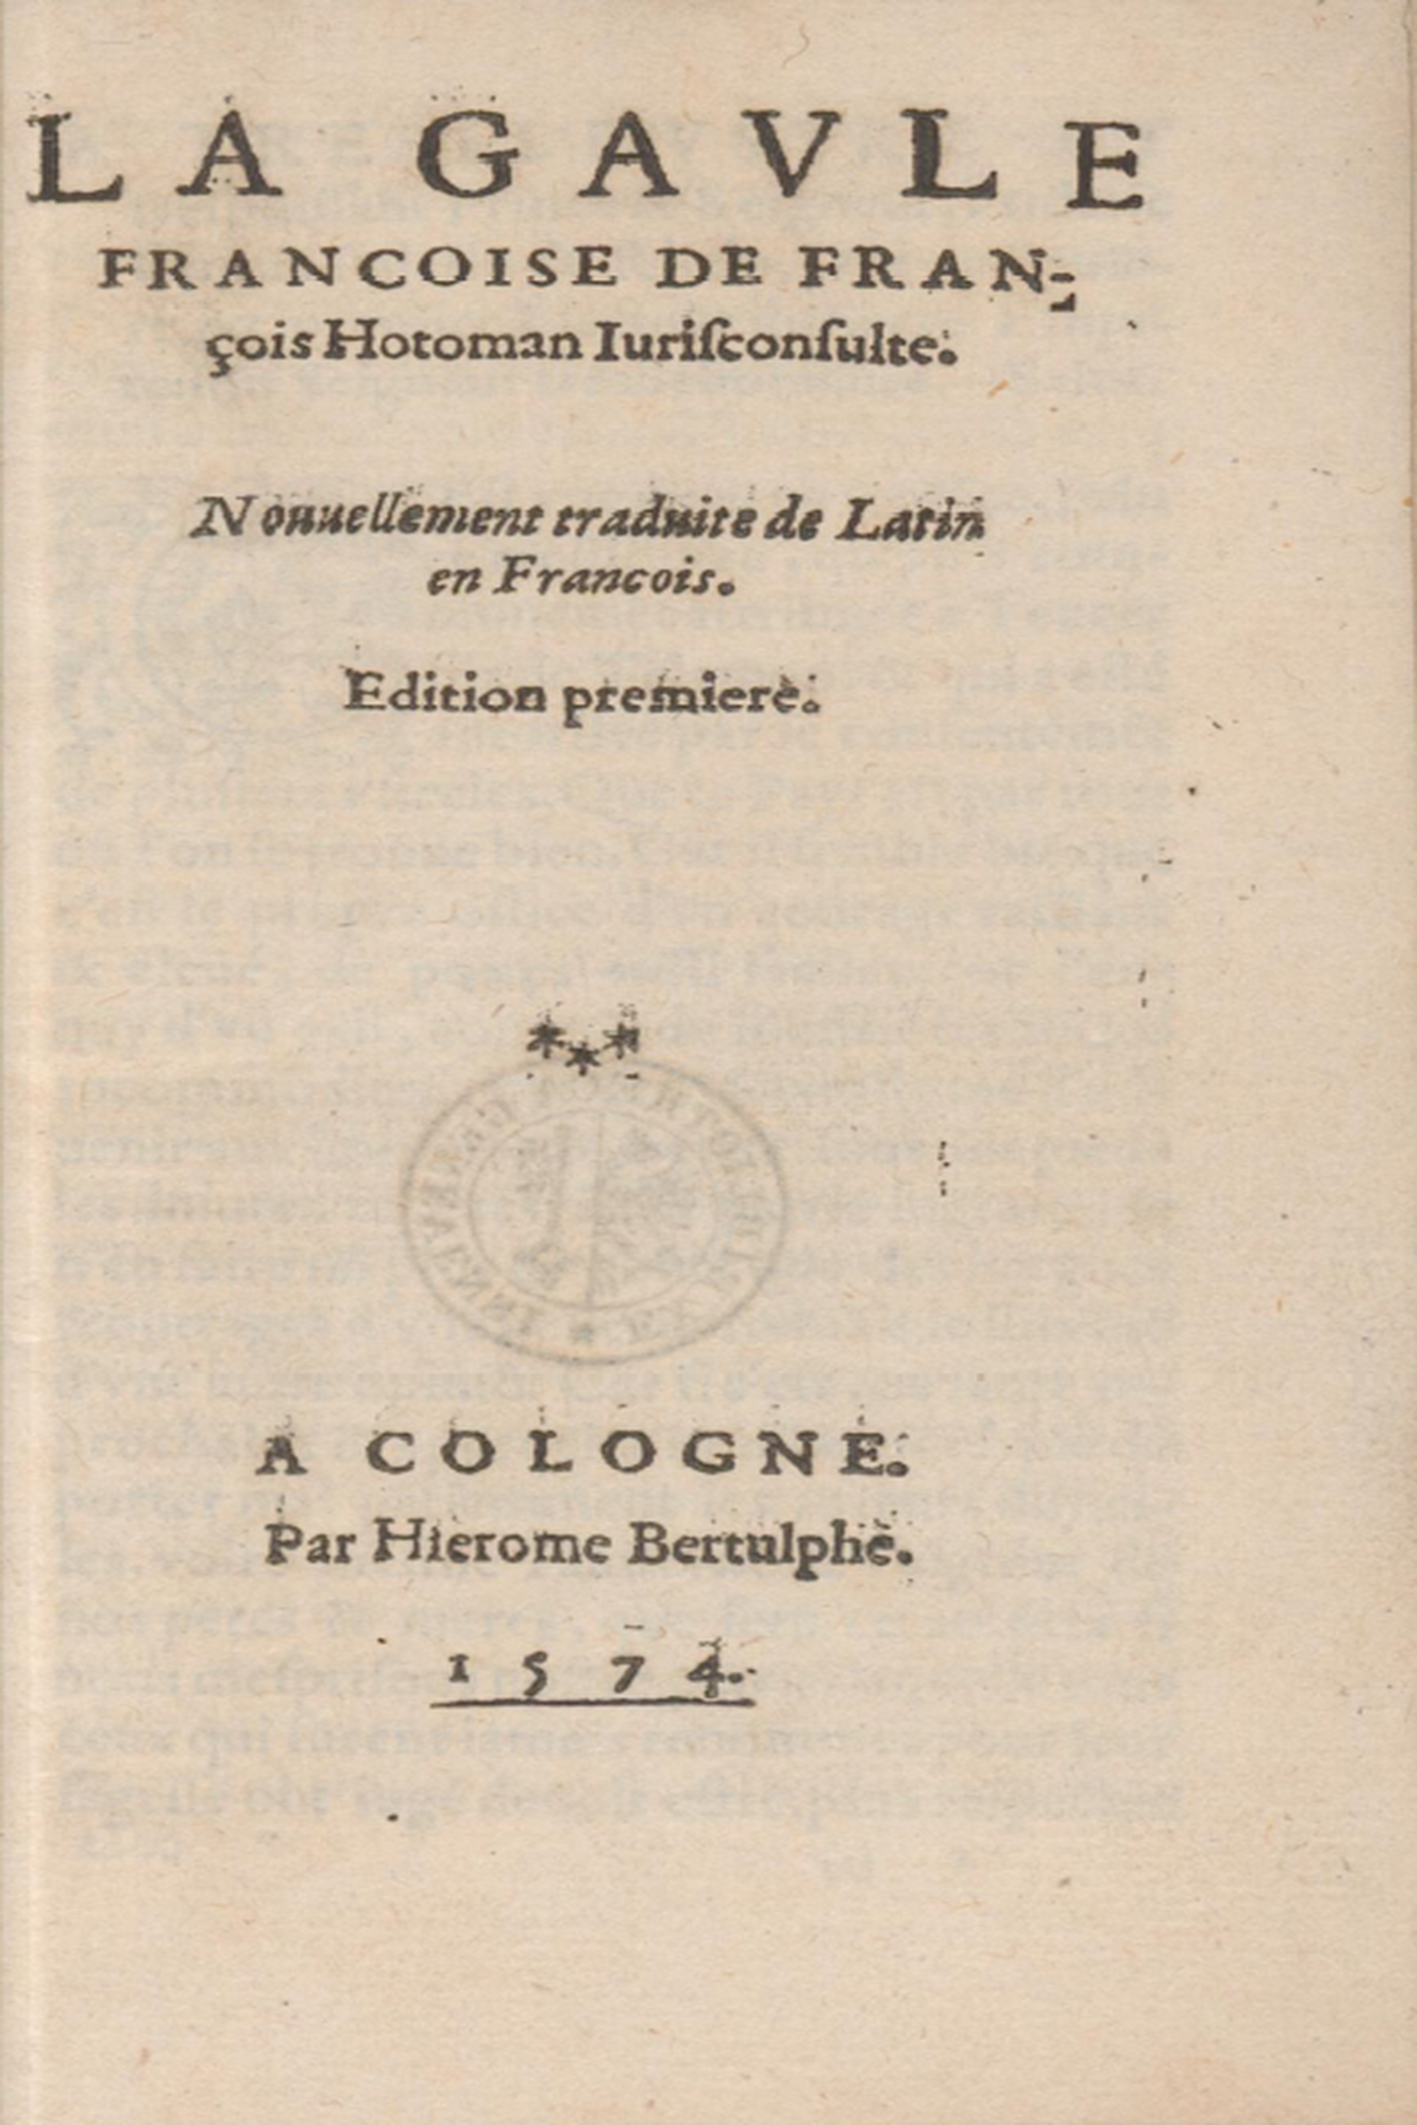 LA GAVLE
FRANCOISE DE FRAN-
çois Hotoman Iuriſconſulte.
Nouuellement traduite de Latin
en Francois.
Edition premiere.
A COLOGNE.
Par Hierome Bertulphe.
1574.